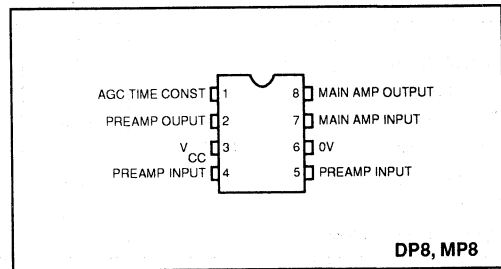 AGC TIME CONST 1 8 MAIN AMP OUTPUT
PREAMP OUPUT 2 7 MAIN AMP INPUT
VCC 3 6 0V
PREAMP INPUT 4 5 PREAMP INPUT
DP8, MP8